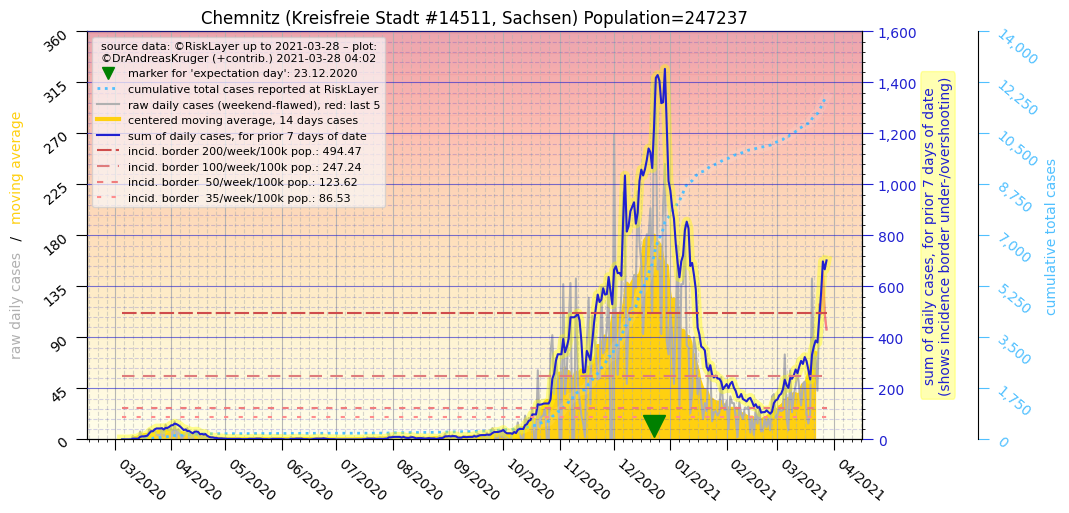 Chemnitz (Kreisfreie Stadt #14511, Sachsen) Population=247237
source data: ©RiskLayer up to 2021-03-28 – plot:
©DrAndreasKruger (+contrib.) 2021-03-28 04:02
marker for 'expectation day': 23.12.2020
cumulative total cases reported at RiskLayer
raw daily cases (weekend-flawed), red: last 5
centered moving average, 14 days cases
sum of daily cases, for prior 7 days of date
incid. border 200/week/100k pop.: 494.47
incid. border 100/week/100k pop.: 247.24
incid. border  50/week/100k pop.: 123.62
incid. border  35/week/100k pop.: 86.53
raw daily cases / moving average
360
315
270
225
180
135
90
45
0
03/2020
04/2020
05/2020
06/2020
07/2020
08/2020
09/2020
10/2020
11/2020
12/2020
01/2021
02/2021
03/2021
04/2021
1,600
1,400
1,200
1,000
800
600
400
200
0
sum of daily cases, for prior 7 days of date
(shows incidence border under-/overshooting)
14,000
12,250
10,500
8,750
7,000
5,250
3,500
1,750
0
cumulative total cases